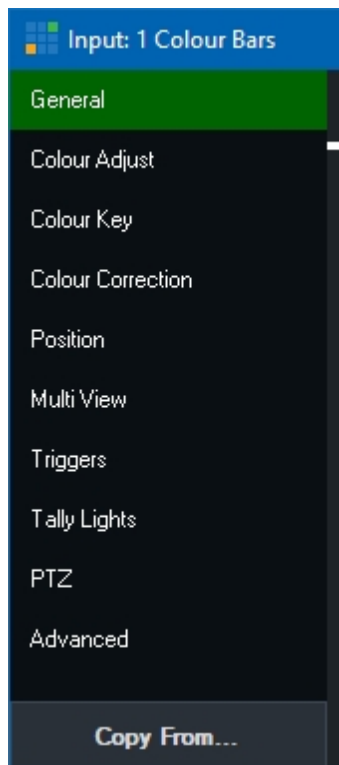 Input: 1 Colour Bars
General
Colour Adjust
Colour Key
Colour Correction
Position
Multi View
Triggers
Tally Lights
PTZ
Advanced
Copy From...